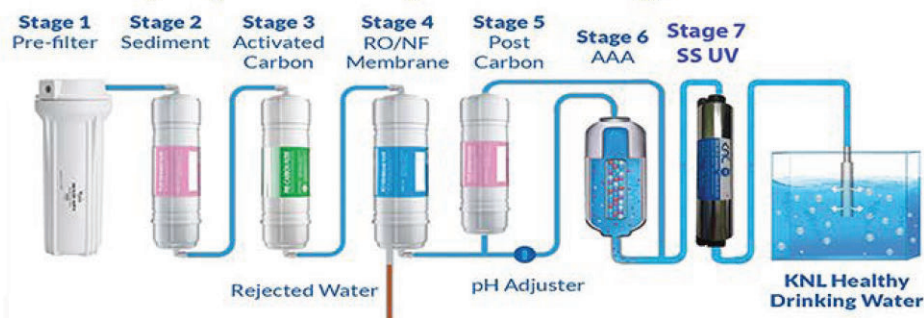 Stage 1
Pre-filter
Stage 2
Sediment
Stage 3
Activated
Carbon
Stage 4
RO/NF
Membrane
Stage 5
Post
Carbon
Stage 6
AAA
Stage 7
SS UV
Rejected Water
pH Adjuster
KNL Healthy
Drinking Water